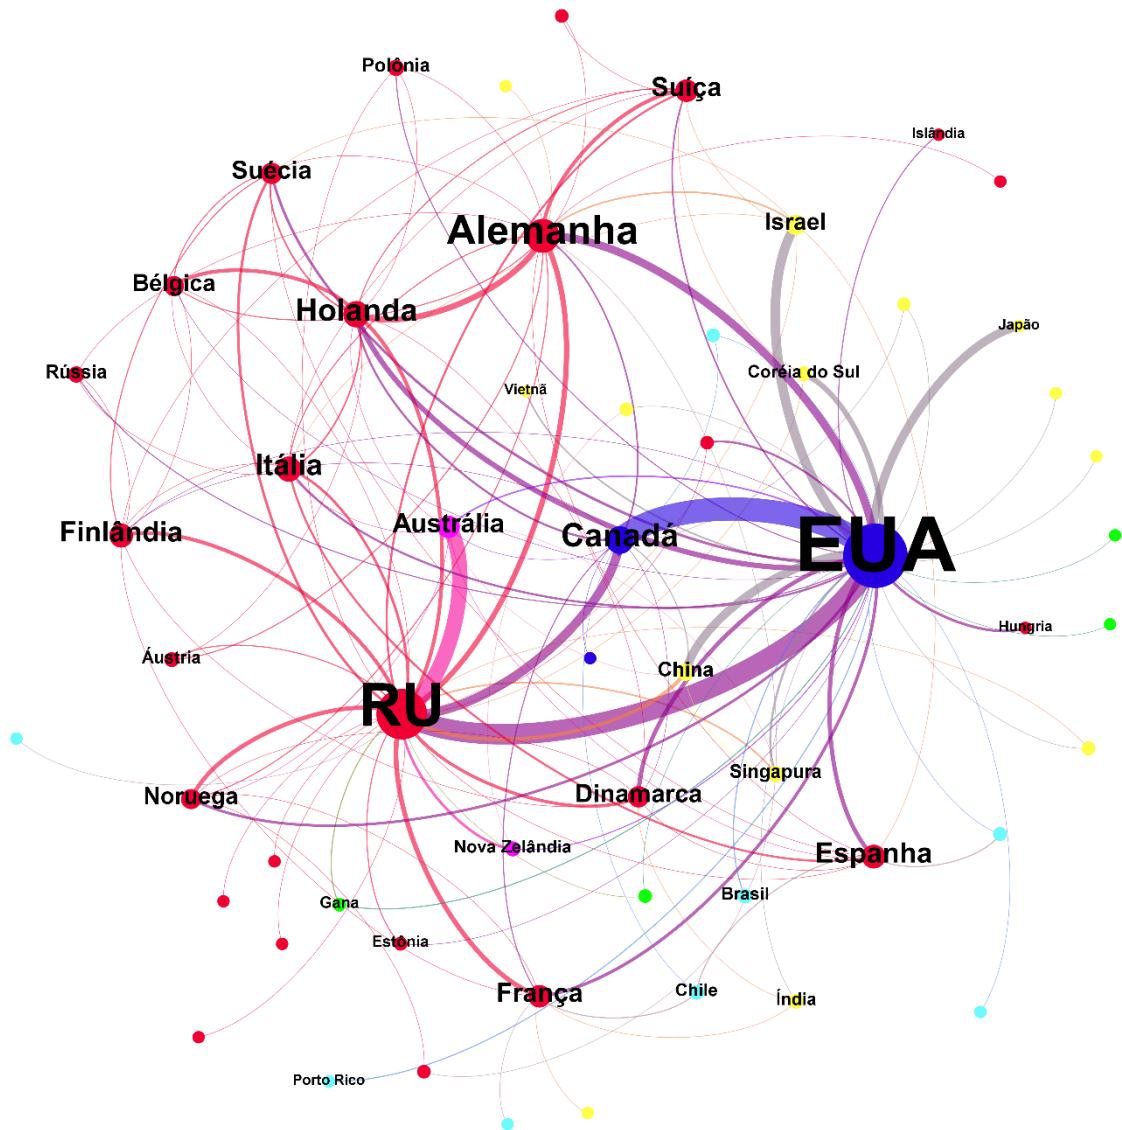 Polônia
Suíça
Islândia
Suécia
Israel
Alemanha
Bélgica
Holanda
Japão
Rússia
Coréia do Sul
Vietnã
Itália
Austrália
Finlândia
Canadá
EUA
Hungria
Áustria
China
RU
Singapura
Noruega
Dinamarca
Nova Zelândia
Espanha
Brasil
Gana
Estônia
França
Chile
Índia
Porto Rico